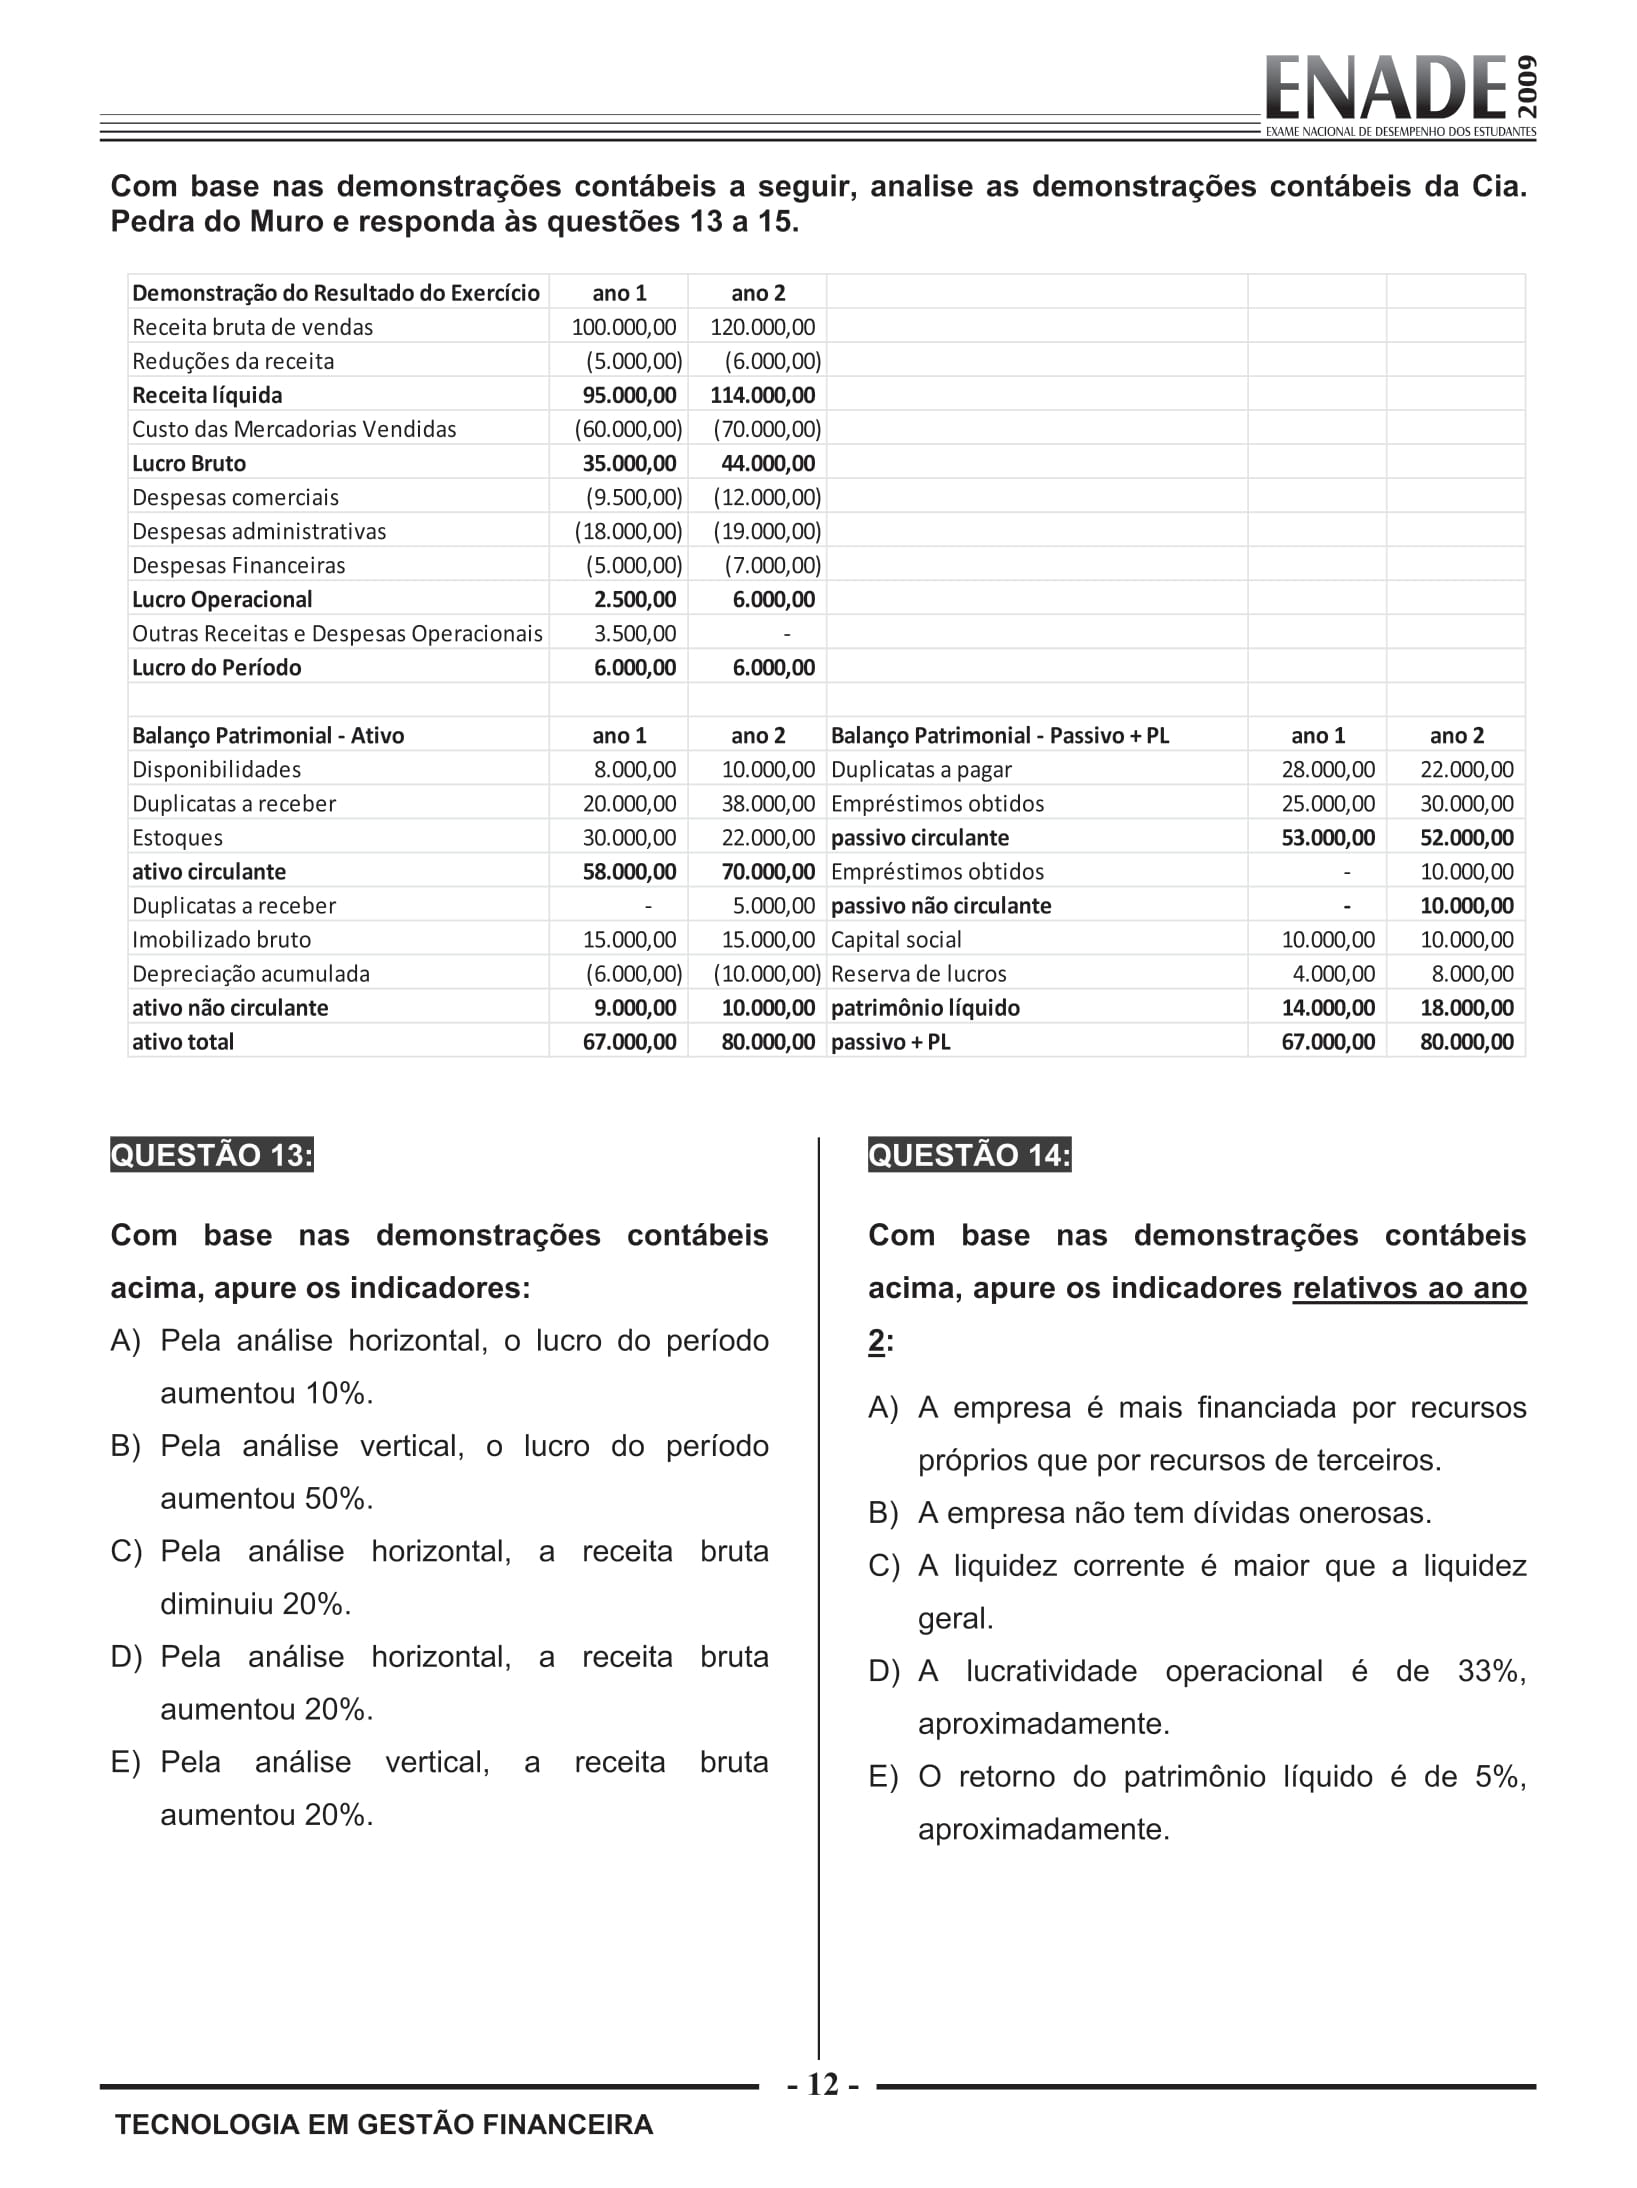 ENADE 2009
EXAME NACIONAL DE DESEMPENHO DOS ESTUDANTES
Com base nas demonstrações contábeis a seguir, analise as demonstrações contábeis da Cia.
Pedra do Muro e responda às questões 13 a 15.
Demonstração do Resultado do Exercício ano 1 ano 2
Receita bruta de vendas 100.000,00 120.000,00
Reduções da receita (5.000,00) (6.000,00)
Receita líquida 95.000,00 114.000,00
Custo das Mercadorias Vendidas (60.000,00) (70.000,00)
Lucro Bruto 35.000,00 44.000,00
Despesas comerciais (9.500,00) (12.000,00)
Despesas administrativas (18.000,00) (19.000,00)
Despesas Financeiras (5.000,00) (7.000,00)
Lucro Operacional 2.500,00 6.000,00
Outras Receitas e Despesas Operacionais 3.500,00 -
Lucro do Período 6.000,00 6.000,00
Balanço Patrimonial - Ativo ano 1 ano 2 Balanço Patrimonial - Passivo + PL ano 1 ano 2
Disponibilidades 8.000,00 10.000,00 Duplicatas a pagar 28.000,00 22.000,00
Duplicatas a receber 20.000,00 38.000,00 Empréstimos obtidos 25.000,00 30.000,00
Estoques 30.000,00 22.000,00 passivo circulante 53.000,00 52.000,00
ativo circulante 58.000,00 70.000,00 Empréstimos obtidos - 10.000,00
Duplicatas a receber - 5.000,00 passivo não circulante - 10.000,00
Imobilizado bruto 15.000,00 15.000,00 Capital social 10.000,00 10.000,00
Depreciação acumulada (6.000,00) (10.000,00) Reserva de lucros 4.000,00 8.000,00
ativo não circulante 9.000,00 10.000,00 patrimônio líquido 14.000,00 18.000,00
ativo total 67.000,00 80.000,00 passivo + PL 67.000,00 80.000,00
QUESTÃO 13:
Com base nas demonstrações contábeis
acima, apure os indicadores:
A) Pela análise horizontal, o lucro do período
aumentou 10%.
B) Pela análise vertical, o lucro do período
aumentou 50%.
C) Pela análise horizontal, a receita bruta
diminuiu 20%.
D) Pela análise horizontal, a receita bruta
aumentou 20%.
E) Pela análise vertical, a receita bruta
aumentou 20%.
QUESTÃO 14:
Com base nas demonstrações contábeis
acima, apure os indicadores relativos ao ano
2:
A) A empresa é mais financiada por recursos
próprios que por recursos de terceiros.
B) A empresa não tem dívidas onerosas.
C) A liquidez corrente é maior que a liquidez
geral.
D) A lucratividade operacional é de 33%,
aproximadamente.
E) O retorno do patrimônio líquido é de 5%,
aproximadamente.
- 12 -
TECNOLOGIA EM GESTÃO FINANCEIRA